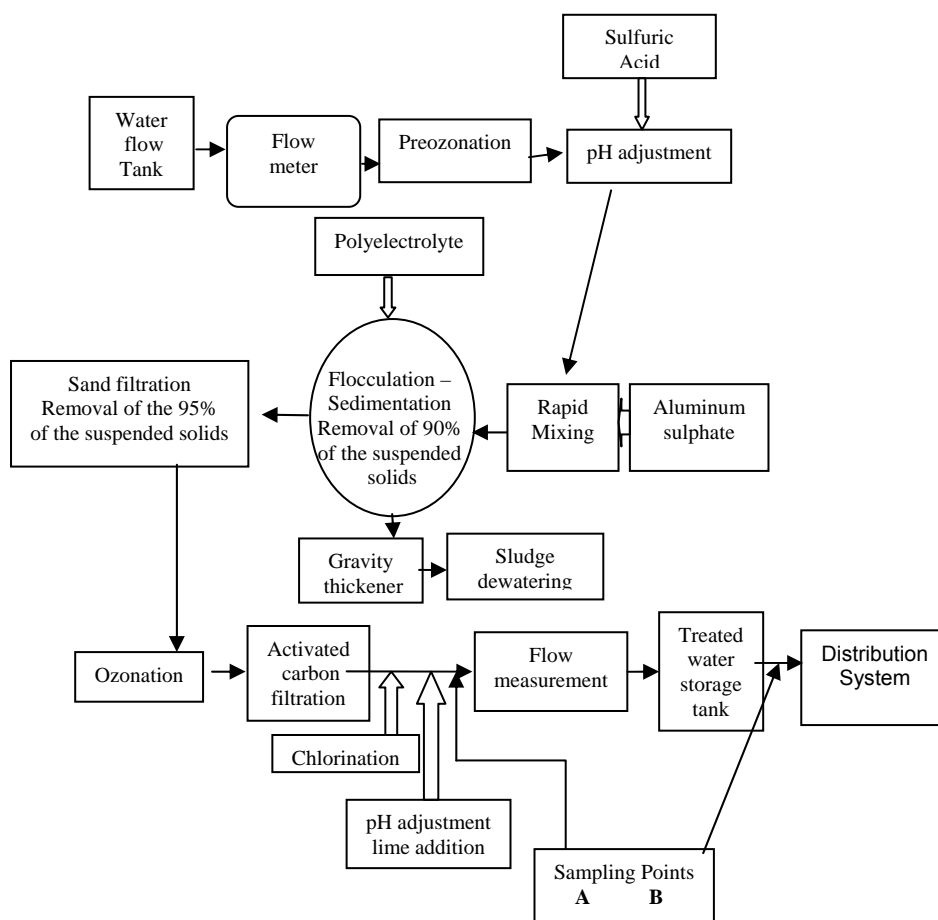 Sulfuric
Acid
Water
flow
Tank
Flow
meter
Preozonation
pH adjustment
Polyelectrolyte
Sand filtration
Removal of the 95%
of the suspended solids
Flocculation –
Sedimentation
Removal of 90%
of the suspended
solids
Rapid
Mixing
Aluminum
sulphate
Gravity
thickener
Sludge
dewatering
Ozonation
Activated
carbon
filtration
Flow
measurement
Treated
water
storage
tank
Distribution
System
Chlorination
pH adjustment
lime addition
Sampling Points
A B